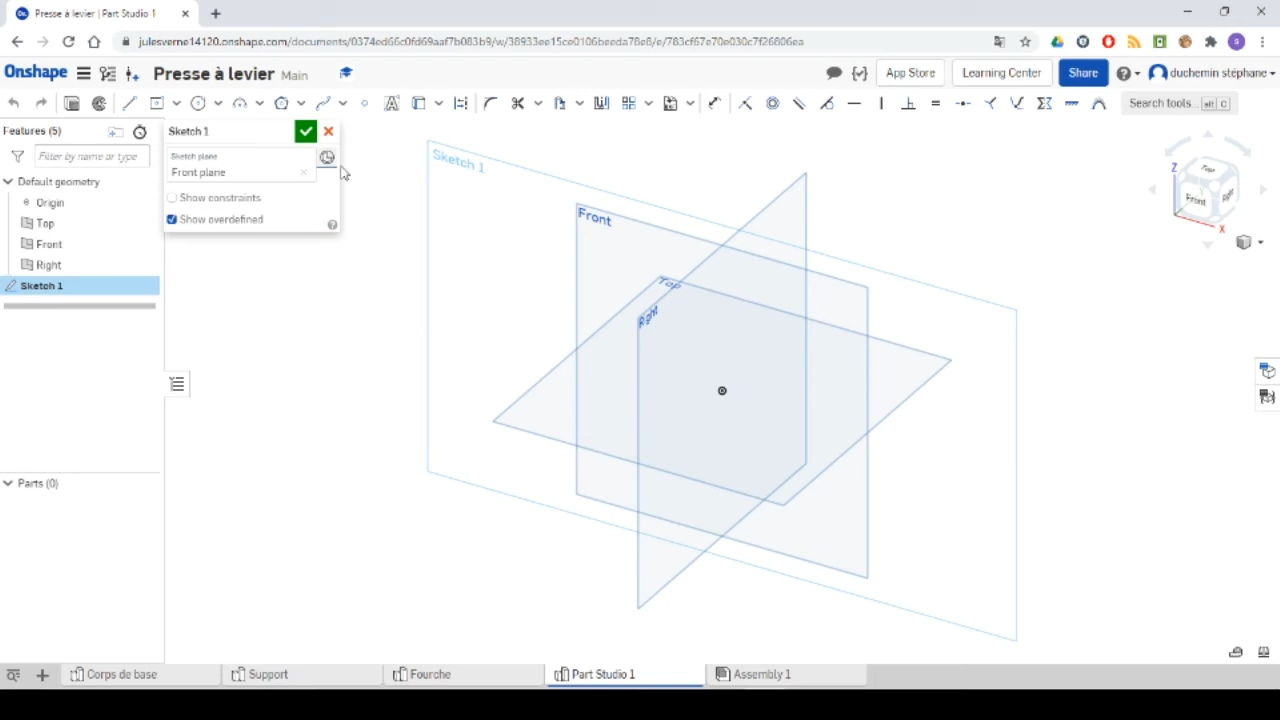 Presse à levier | Part Studio 1
julesverne14120.onshape.com/documents/0374ed66c0fd69aaf7b083b9/w/38933ee15ce0106beeda78e8/e/783cf67e70e030c7f26806ea
Onshape Presse à levier Main App Store Learning Center Share duchemin stéphane
Search tools... alt C
Features (5)
Filter by name or type
Default geometry
Origin
Top
Front
Right
Sketch 1
Parts (0)
Sketch 1
Sketch plane
Front plane
Show constraints
Show overdefined
Sketch 1
Front
Top
Right
Z
Top
Front
Right
X
Corps de base
Support
Fourche
Part Studio 1
Assembly 1